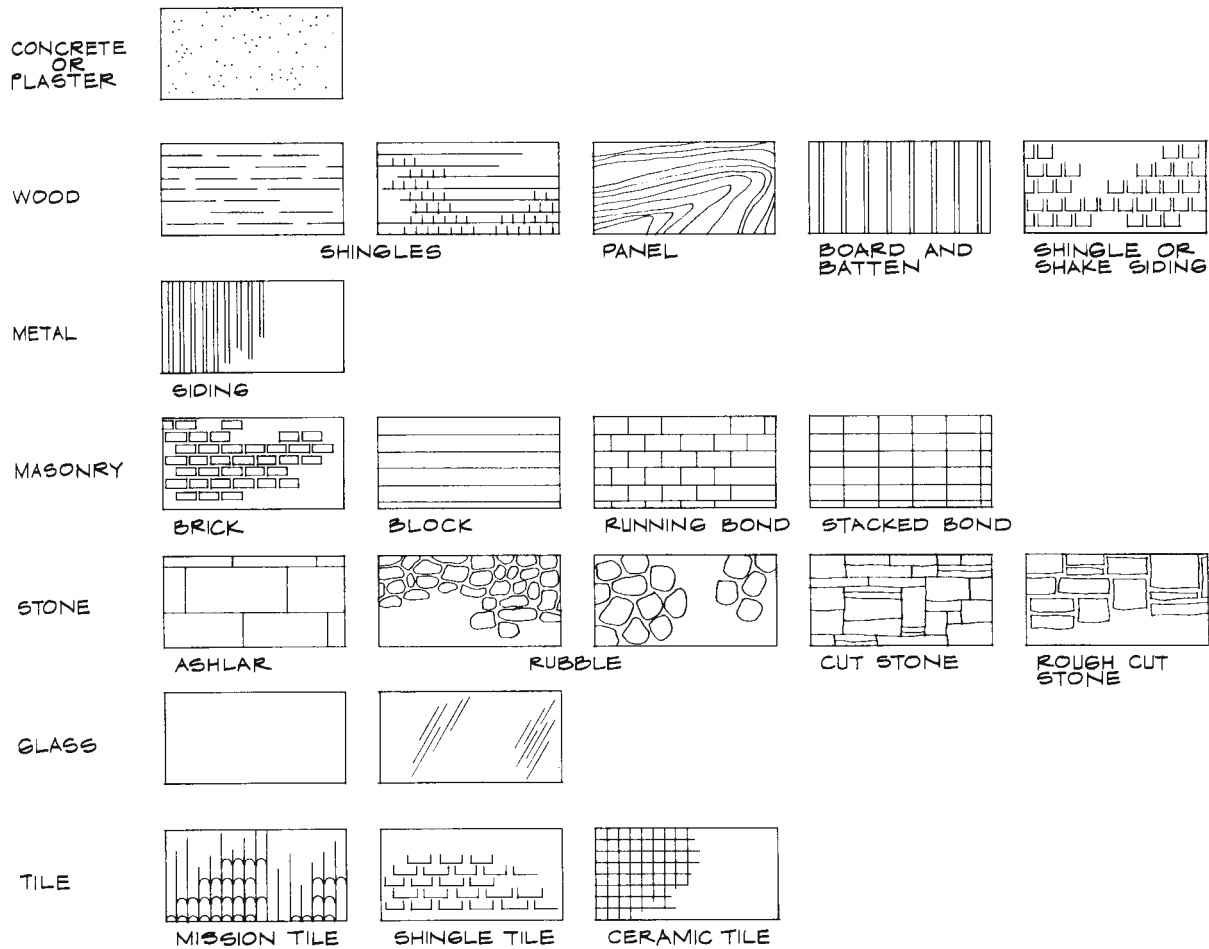 CONCRETE
OR
PLASTER
WOOD
SHINGLES
PANEL
BOARD AND
BATTEN
SHINGLE OR
SHAKE SIDING
METAL
SIDING
MASONRY
BRICK
BLOCK
RUNNING BOND
STACKED BOND
STONE
ASHLAR
RUBBLE
CUT STONE
ROUGH CUT
STONE
GLASS
TILE
MISSION TILE
SHINGLE TILE
CERAMIC TILE